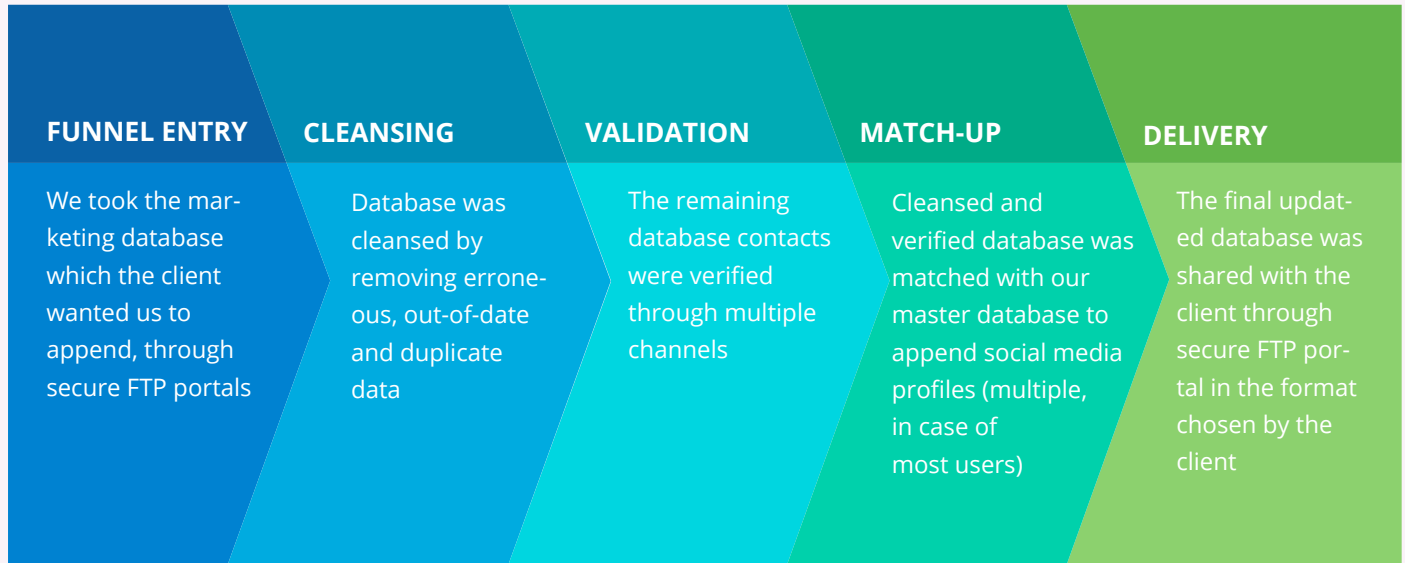 FUNNEL ENTRY
We took the mar-
keting database
which the client
wanted us to
append, through
secure FTP portals
CLEANSING
Database was
cleansed by
removing errone-
ous, out-of-date
and duplicate
data
VALIDATION
The remaining
database contacts
were verified
through multiple
channels
MATCH-UP
Cleansed and
verified database was
matched with our
master database to
append social media
profiles (multiple,
in case of
most users)
DELIVERY
The final updat-
ed database was
shared with the
client through
secure FTP por-
tal in the format
chosen by the
client